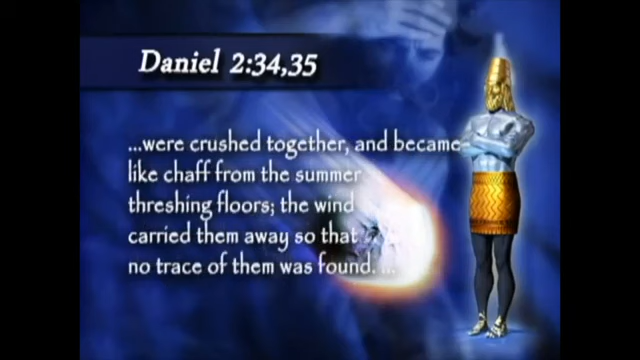 Daniel 2:34,35
...were crushed together, and became
like chaff from the summer
threshing floors; the wind
carried them away so that
no trace of them was found. ...